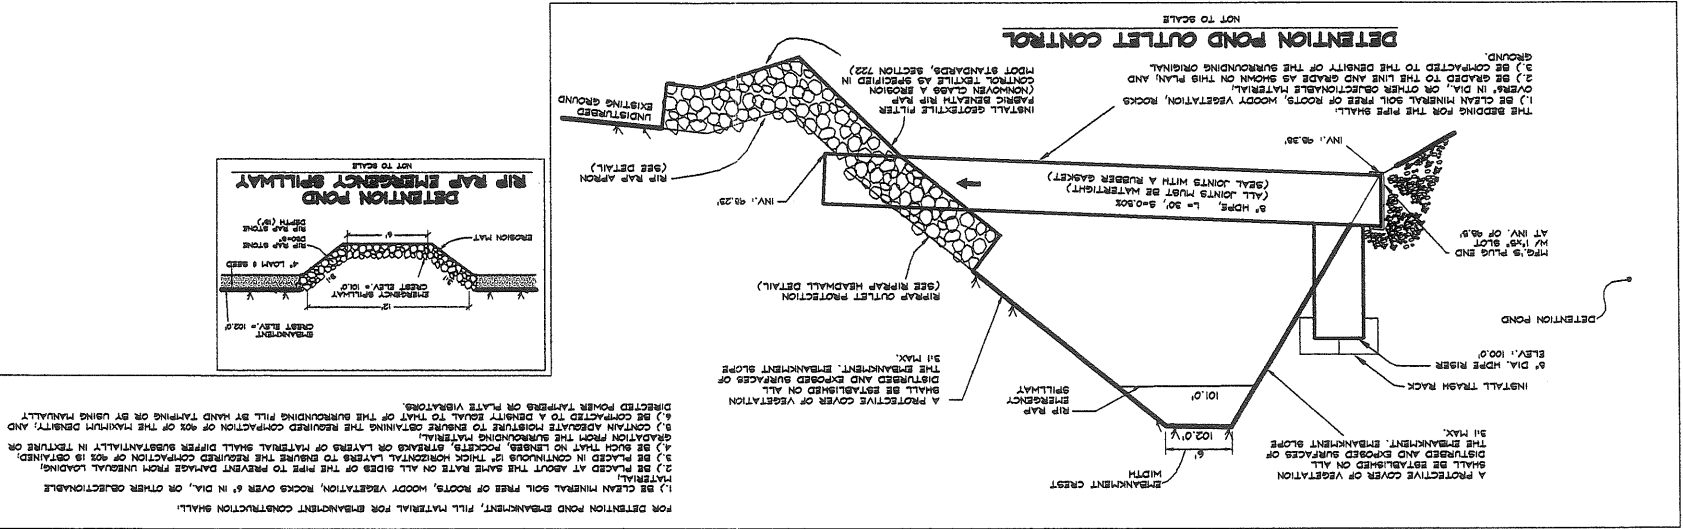 FOR DETENTION POND EMBANKMENT, FILL MATERIAL FOR EMBANKMENT CONSTRUCTION SHALL:
1.) BE CLEAN MINERAL SOIL FREE OF ROOTS, WOODY VEGETATION, ROCKS OVER 6" IN DIA., OR OTHER OBJECTIONABLE
MATERIAL;
2.) BE PLACED AT ABOUT THE SAME RATE ON ALL SIDES OF THE PIPE TO PREVENT DAMAGE FROM UNEQUAL LOADING;
3.) BE PLACED IN CONTINUOUS 12" THICK HORIZONTAL LAYERS TO ENSURE THE REQUIRED COMPACTION OF 90% IS OBTAINED;
4.) BE SUCH THAT NO LENSES, POCKETS, STREAKS OR LAYERS OF MATERIAL SHALL DIFFER SUBSTANTIALLY IN TEXTURE OR
GRADATION FROM THE SURROUNDING MATERIAL;
5.) CONTAIN ADEQUATE MOISTURE TO ENSURE OBTAINING THE REQUIRED COMPACTION OF 90% OF THE MAXIMUM DENSITY; AND
6.) BE COMPACTED TO A DENSITY EQUAL TO THAT OF THE SURROUNDING FILL BY HAND TAMPING OR BY USING MANUALLY
DIRECTED POWER TAMPERS OR PLATE VIBRATORS.
EMBANKMENT CREST
WIDTH
6'
102.0'
101.0'
A PROTECTIVE COVER OF VEGETATION
SHALL BE ESTABLISHED ON ALL
DISTURBED AND EXPOSED SURFACES OF
THE EMBANKMENT. EMBANKMENT SLOPE
3:1 MAX.
INSTALL TRASH RACK
6" DIA. HDPE RISER
ELEV.: 100.0'
DETENTION POND
MFG.'S PLUG END
W/ 1"x5" SLOT
AT INV. OF 98.5'
INV.: 98.38'
RIP RAP
EMERGENCY
SPILLWAY
A PROTECTIVE COVER OF VEGETATION
SHALL BE ESTABLISHED ON ALL
DISTURBED AND EXPOSED SURFACES OF
THE EMBANKMENT. EMBANKMENT SLOPE
3:1 MAX.
RIPRAP OUTLET PROTECTION
(SEE RIPRAP HEADWALL DETAIL)
8" HDPE,
L= 30', S=0.50%
(ALL JOINTS MUST BE WATERTIGHT)
(SEAL JOINTS WITH A RUBBER GASKET)
INV.: 98.23'
RIP RAP APRON
(SEE DETAIL)
UNDISTURBED
EXISTING GROUND
INSTALL GEOTEXTILE FILTER
FABRIC BENEATH RIP RAP
(NONWOVEN CLASS A EROSION
CONTROL TEXTILE AS SPECIFIED IN
MDOT STANDARDS, SECTION 722)
THE BEDDING FOR THE PIPE SHALL:
1.) BE CLEAN MINERAL SOIL FREE OF ROOTS, WOODY VEGETATION, ROCKS
OVER6" IN DIA., OR OTHER OBJECTIONABLE MATERIAL;
2.) BE GRADED TO THE LINE AND GRADE AS SHOWN ON THIS PLAN; AND
3.) BE COMPACTED TO THE DENSITY OF THE SURROUNDING ORIGINAL
GROUND.
DETENTION POND OUTLET CONTROL
NOT TO SCALE
EMBANKMENT
CREST ELEV. = 102.0'
12'
EMERGENCY SPILLWAY
CREST ELEV. = 101.0'
4" LOAM & SEED
EROSION MAT
6'
RIP RAP STONE
D50=8"
RIP RAP STONE
DEPTH (18")
DETENTION POND
RIP RAP EMERGENCY SPILLWAY
NOT TO SCALE